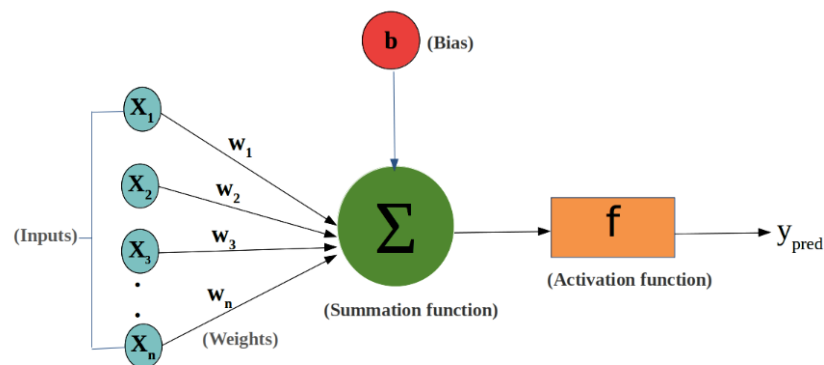 b (Bias)
X1
w1
X2
w2
(Inputs)
X3
w3
Σ
f
ypred
(Activation function)
wn
(Summation function)
Xn
(Weights)